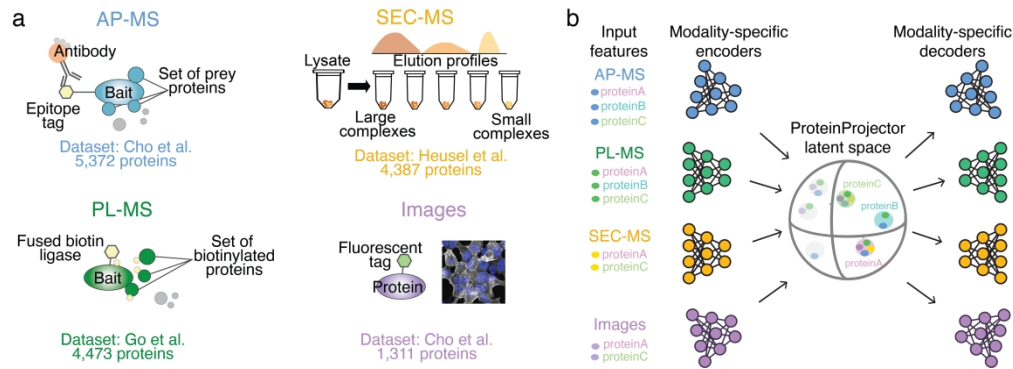 a
AP-MS
Antibody
Epitope
tag
Bait
Set of prey
proteins
Dataset: Cho et al.
5,372 proteins
SEC-MS
Lysate
Elution profiles
Large
complexes
Small
complexes
Dataset: Heusel et al.
4,387 proteins
PL-MS
Fused biotin
ligase
Bait
Set of
biotinylated
proteins
Dataset: Go et al.
4,473 proteins
Images
Fluorescent
tag
Protein
Dataset: Cho et al.
1,311 proteins
b
Input
features
Modality-specific
encoders
Modality-specific
decoders
AP-MS
proteinA
proteinB
proteinC
PL-MS
proteinA
proteinB
proteinC
SEC-MS
proteinA
proteinC
Images
proteinA
proteinC
ProteinProjector
latent space
proteinC
proteinB
proteinA